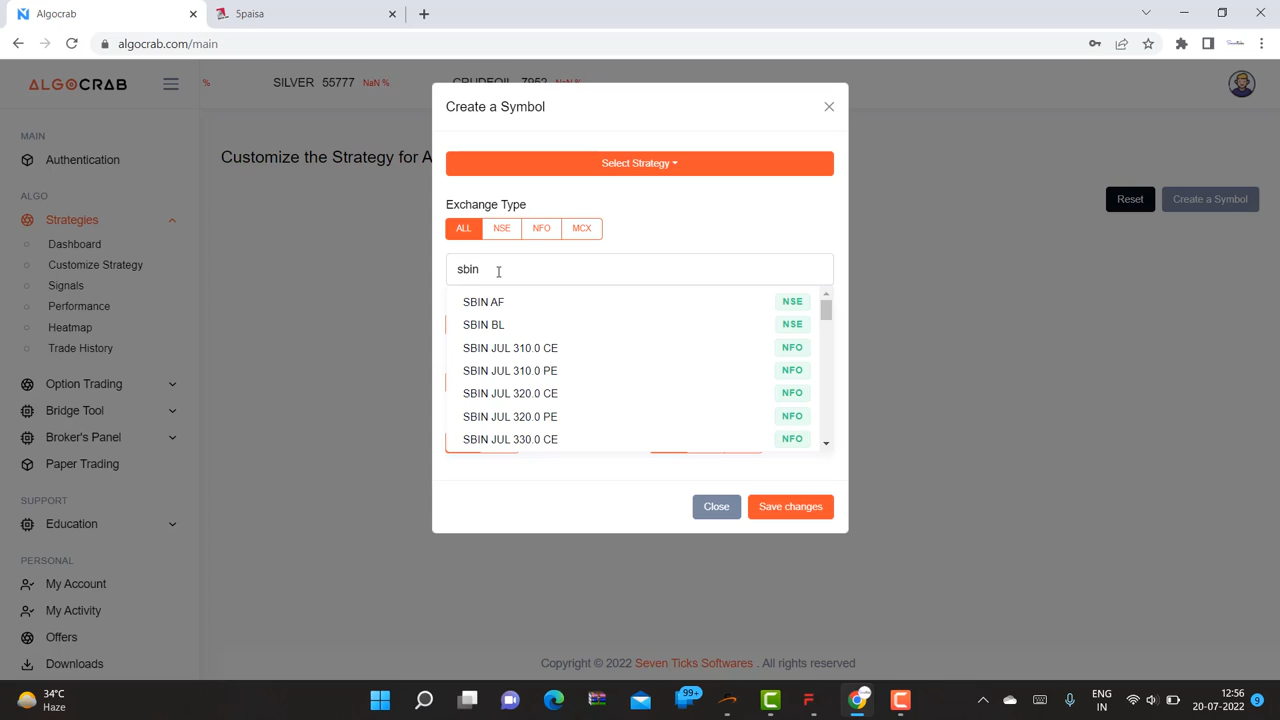 Algocrab
5paisa
algocrab.com/main
ALGOCRAB
%
SILVER 55777 NaN %
CRUDEOIL 7952 NaN %
Create a Symbol
MAIN
Authentication
Customize the Strategy for A
Select Strategy
ALGO
Exchange Type
Reset
Create a Symbol
Strategies
ALL NSE NFO MCX
Dashboard
Customize Strategy
sbin
Signals
SBIN AF NSE
Performance
SBIN BL NSE
Heatmap
SBIN JUL 310.0 CE NFO
Trade History
SBIN JUL 310.0 PE NFO
Option Trading
SBIN JUL 320.0 CE NFO
Bridge Tool
SBIN JUL 320.0 PE NFO
Broker's Panel
SBIN JUL 330.0 CE NFO
Paper Trading
SUPPORT
Close
Save changes
Education
PERSONAL
My Account
My Activity
Offers
Downloads
Copyright © 2022 Seven Ticks Softwares . All rights reserved
34°C
Haze
99+
ENG
IN
12:56
20-07-2022
9